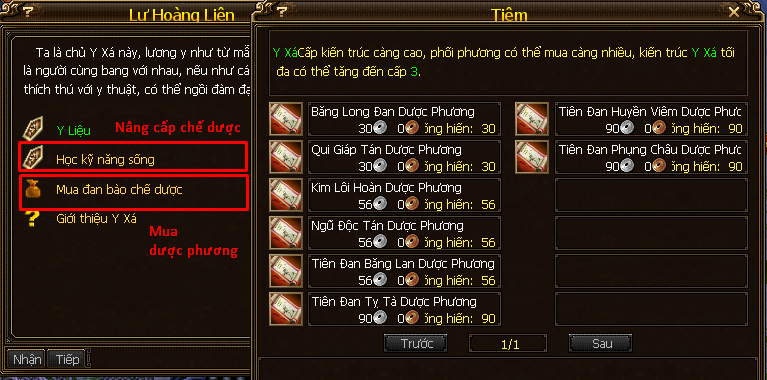 Lư Hoàng Liên
Ta là chủ Y Xá này, lương y như từ mẫ
là người cùng bang với nhau, nếu như cá
thích thú với y thuật, có thể ngồi đàm đạ
Y Liệu
Nâng cấp chế dược
Học kỹ năng sống
Mua đan bào chế dược
Giới thiệu Y Xá
Mua
dược phương
Nhận
Tiếp
Tiệm
Y XáCấp kiến trúc càng cao, phối phương có thể mua càng nhiều, kiến trúc Y Xá tối
đa có thể tăng đến cấp 3.
Băng Long Đan Dược Phương
30 0 ống hiến: 30
Qui Giáp Tán Dược Phương
30 0 ống hiến: 30
Kim Lôi Hoàn Dược Phương
56 0 ống hiến: 56
Ngũ Độc Tán Dược Phương
56 0 ống hiến: 56
Tiên Đan Băng Lan Dược Phương
56 0 ống hiến: 56
Tiên Đan Tỵ Tà Dược Phương
90 0 ống hiến: 90
Tiên Đan Huyền Viêm Dược Phươ
90 0 ống hiến: 90
Tiên Đan Phụng Châu Dược Phươ
90 0 ống hiến: 90
Trước
1/1
Sau